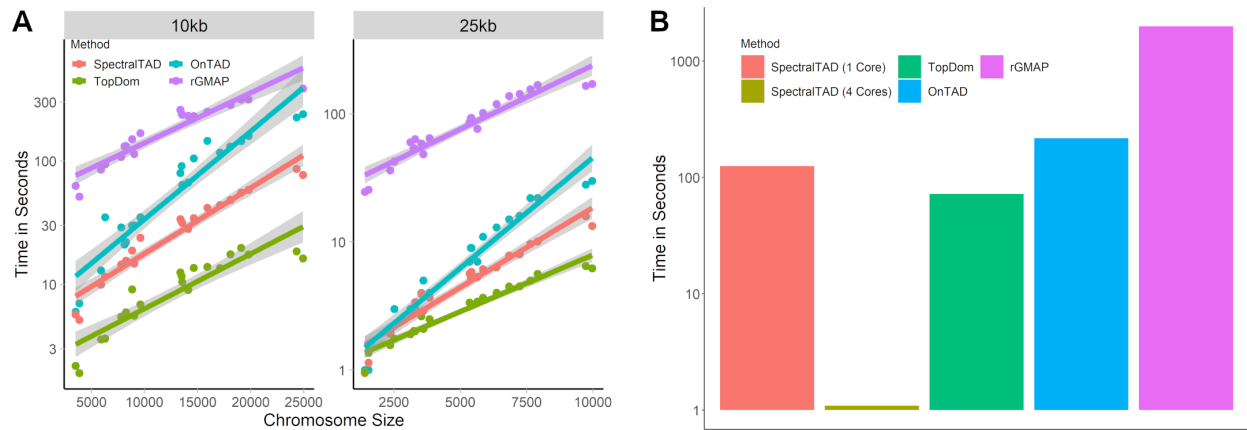 A
10kb
25kb
Method
SpectralTAD
OnTAD
TopDom
rGMAP
Time in Seconds
300
100
30
10
3
100
10
1
5000
10000
15000
20000
25000
2500
5000
7500
10000
Chromosome Size
B
Method
SpectralTAD (1 Core)
TopDom
rGMAP
SpectralTAD (4 Cores)
OnTAD
Time in Seconds
1000
100
10
1